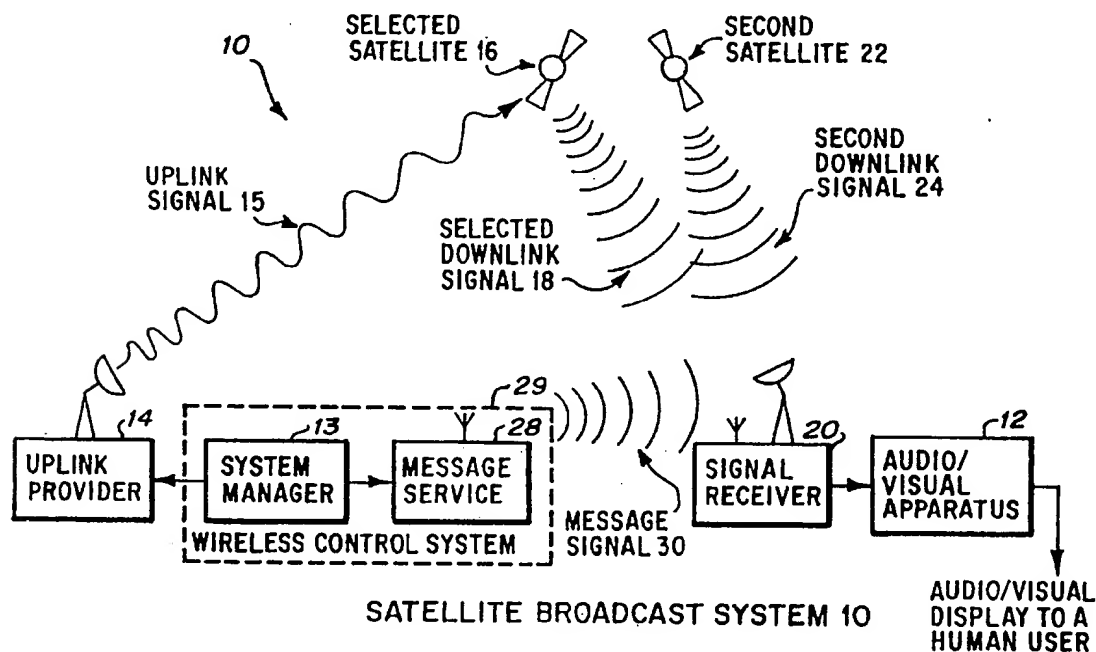 10
SELECTED
SATELLITE 16
SECOND
SATELLITE 22
UPLINK
SIGNAL 15
SELECTED
DOWNLINK
SIGNAL 18
SECOND
DOWNLINK
SIGNAL 24
14
UPLINK
PROVIDER
13
SYSTEM
MANAGER
29
28
MESSAGE
SERVICE
WIRELESS CONTROL SYSTEM
MESSAGE
SIGNAL 30
20
SIGNAL
RECEIVER
12
AUDIO/
VISUAL
APPARATUS
AUDIO/VISUAL
DISPLAY TO A
HUMAN USER
SATELLITE BROADCAST SYSTEM 10